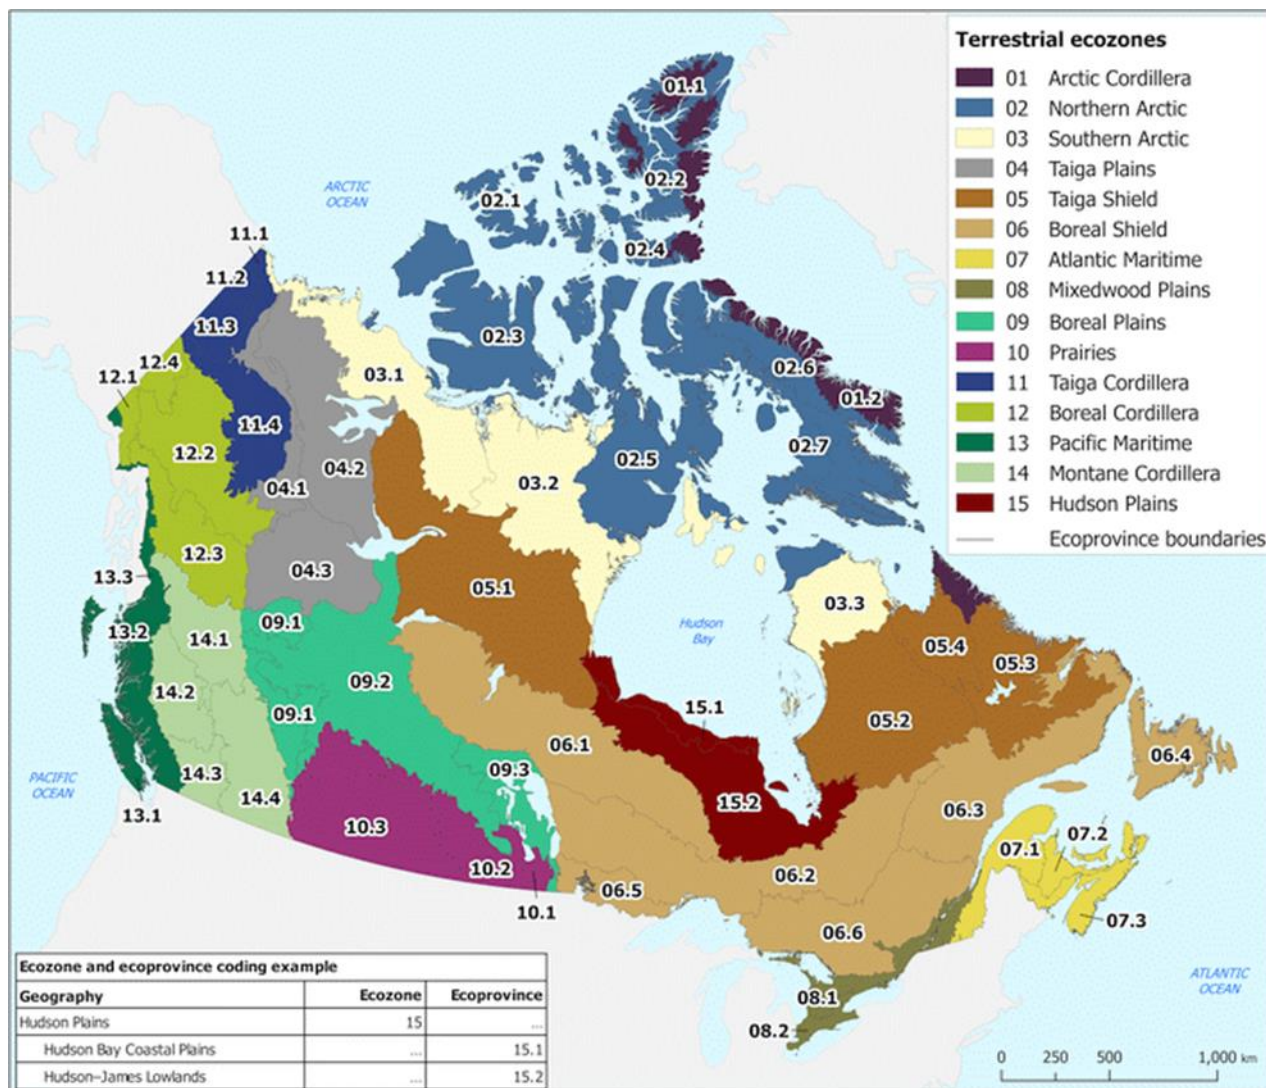 Terrestrial ecozones
01 Arctic Cordillera
02 Northern Arctic
03 Southern Arctic
04 Taiga Plains
05 Taiga Shield
06 Boreal Shield
07 Atlantic Maritime
08 Mixedwood Plains
09 Boreal Plains
10 Prairies
11 Taiga Cordillera
12 Boreal Cordillera
13 Pacific Maritime
14 Montane Cordillera
15 Hudson Plains
Ecoprovince boundaries
01.1
02.2
02.1
ARCTIC
OCEAN
11.1
02.4
11.2
11.3
02.3
12.4
12.1
03.1
02.6
01.2
11.4
12.2
02.7
02.5
04.2
04.1
03.2
12.3
04.3
13.3
05.1
03.3
09.1
Hudson
Bay
13.2
14.1
05.4
05.3
09.2
14.2
15.1
09.1
05.2
06.1
06.4
14.3
09.3
PACIFIC
OCEAN
14.4
15.2
13.1
06.3
10.3
07.2
07.1
10.2
06.2
06.5
10.1
07.3
06.6
08.1
08.2
ATLANTIC
OCEAN
Ecozone and ecoprovince coding example
Geography Ecozone Ecoprovince
Hudson Plains 15 ...
Hudson Bay Coastal Plains ... 15.1
Hudson–James Lowlands ... 15.2
0 250 500 1,000 km